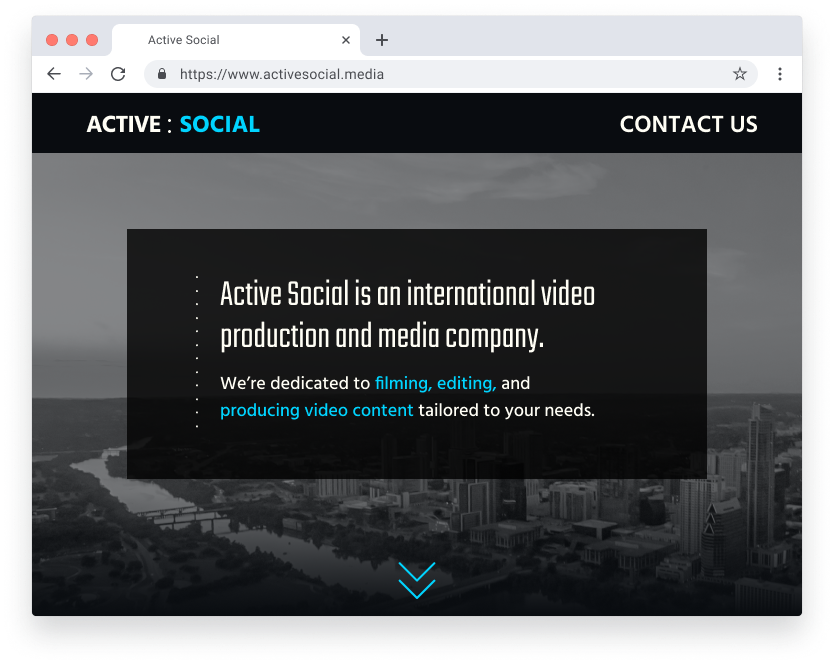 Active Social
https://www.activesocial.media
ACTIVE : SOCIAL
CONTACT US
Active Social is an international video
production and media company.
We’re dedicated to filming, editing, and
producing video content tailored to your needs.